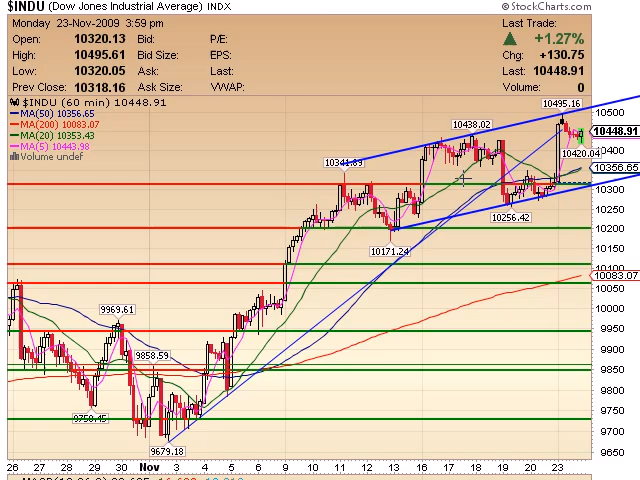 $INDU (Dow Jones Industrial Average) INDX © StockCharts.com
Monday 23-Nov-2009 3:59 pm Last Trade:
Open: 10320.13 Bid: P/E: +1.27%
High: 10495.61 Bid Size: EPS: Chg: +130.75
Low: 10320.05 Ask: Last: Last: 10448.91
Prev Close: 10318.16 Ask Size: VWAP: Volume: 0
$INDU (60 min) 10448.91
MA(50) 10356.65
MA(200) 10083.07
MA(20) 10353.43
MA(5) 10443.98
Volume undef
10495.16
10500
10438.02
10448.91
10400
10420.04
10341.89
10356.65
10300
10256.42
10250
10200
10171.24
10150
10100
10083.07
10050
10000
9969.61
9950
9900
9858.59
9850
9800
9758.45
9750
9700
9679.18
9650
26 27 28 29 30 Nov 3 4 5 6 9 10 11 12 13 16 17 18 19 20 23